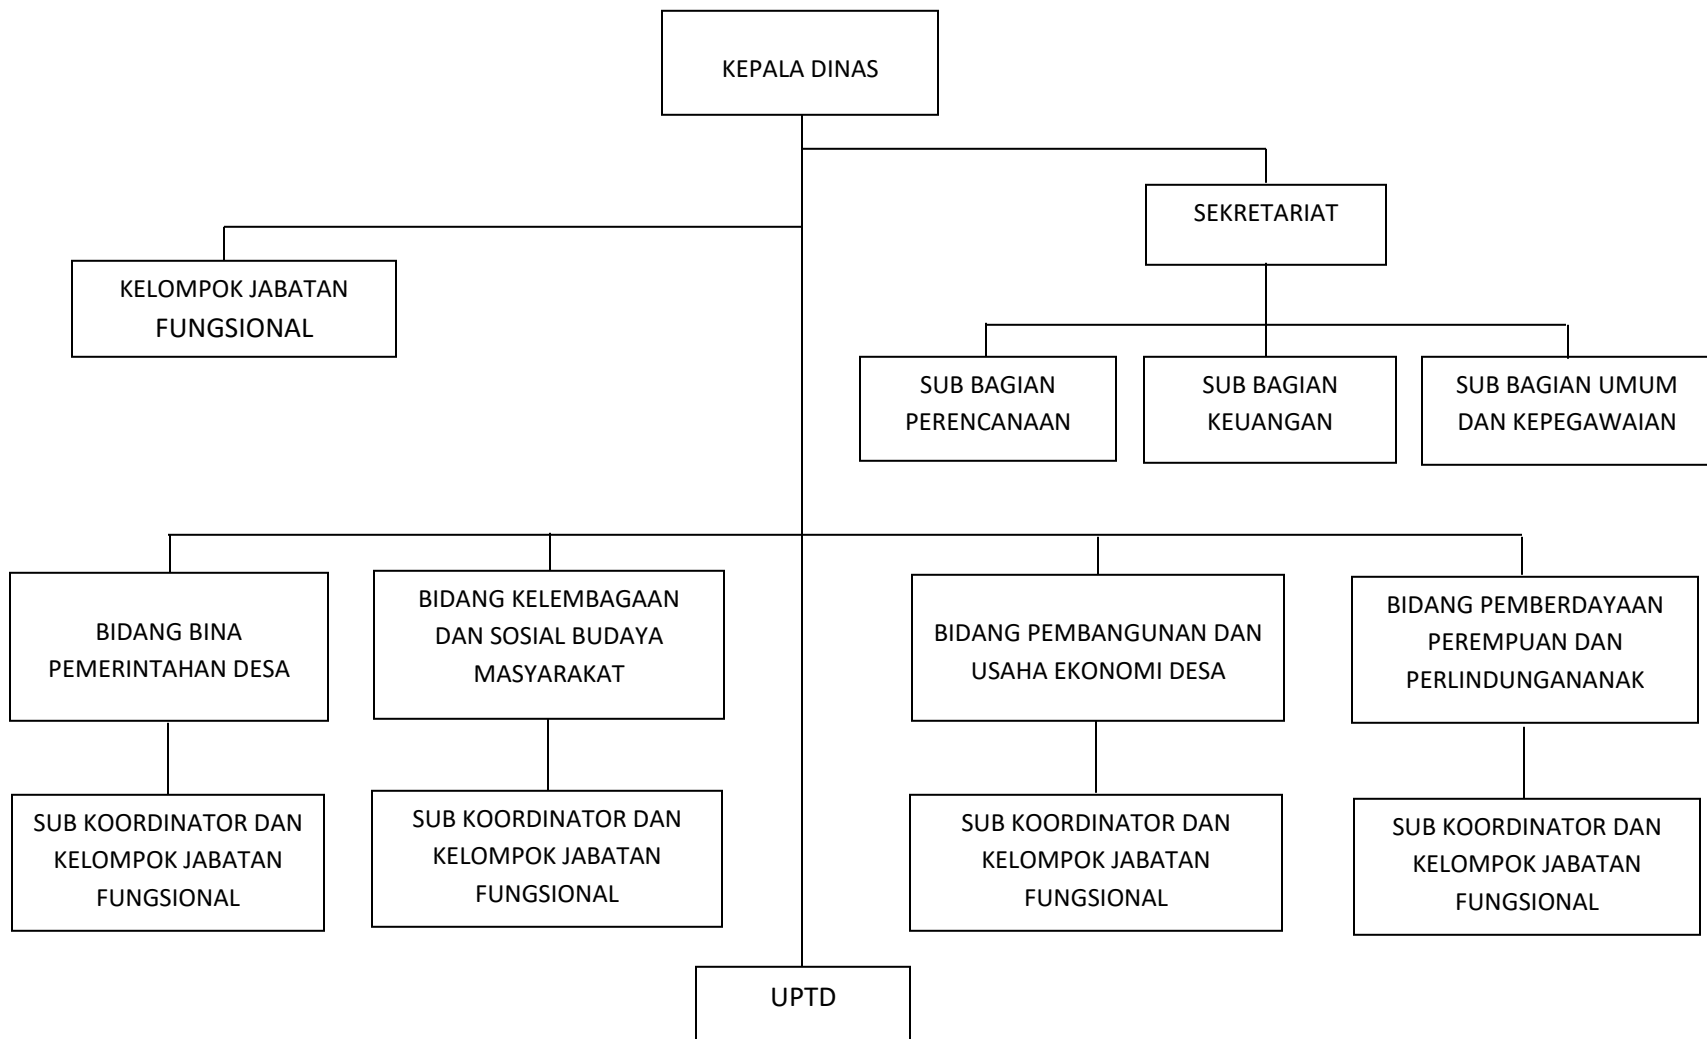 KEPALA DINAS
SEKRETARIAT
KELOMPOK JABATAN
FUNGSIONAL
SUB BAGIAN
PERENCANAAN
SUB BAGIAN
KEUANGAN
SUB BAGIAN UMUM
DAN KEPEGAWAIAN
BIDANG BINA
PEMERINTAHAN DESA
BIDANG KELEMBAGAAN
DAN SOSIAL BUDAYA
MASYARAKAT
BIDANG PEMBANGUNAN DAN
USAHA EKONOMI DESA
BIDANG PEMBERDAYAAN
PEREMPUAN DAN
PERLINDUNGANANAK
SUB KOORDINATOR DAN
KELOMPOK JABATAN
FUNGSIONAL
SUB KOORDINATOR DAN
KELOMPOK JABATAN
FUNGSIONAL
SUB KOORDINATOR DAN
KELOMPOK JABATAN
FUNGSIONAL
SUB KOORDINATOR DAN
KELOMPOK JABATAN
FUNGSIONAL
UPTD